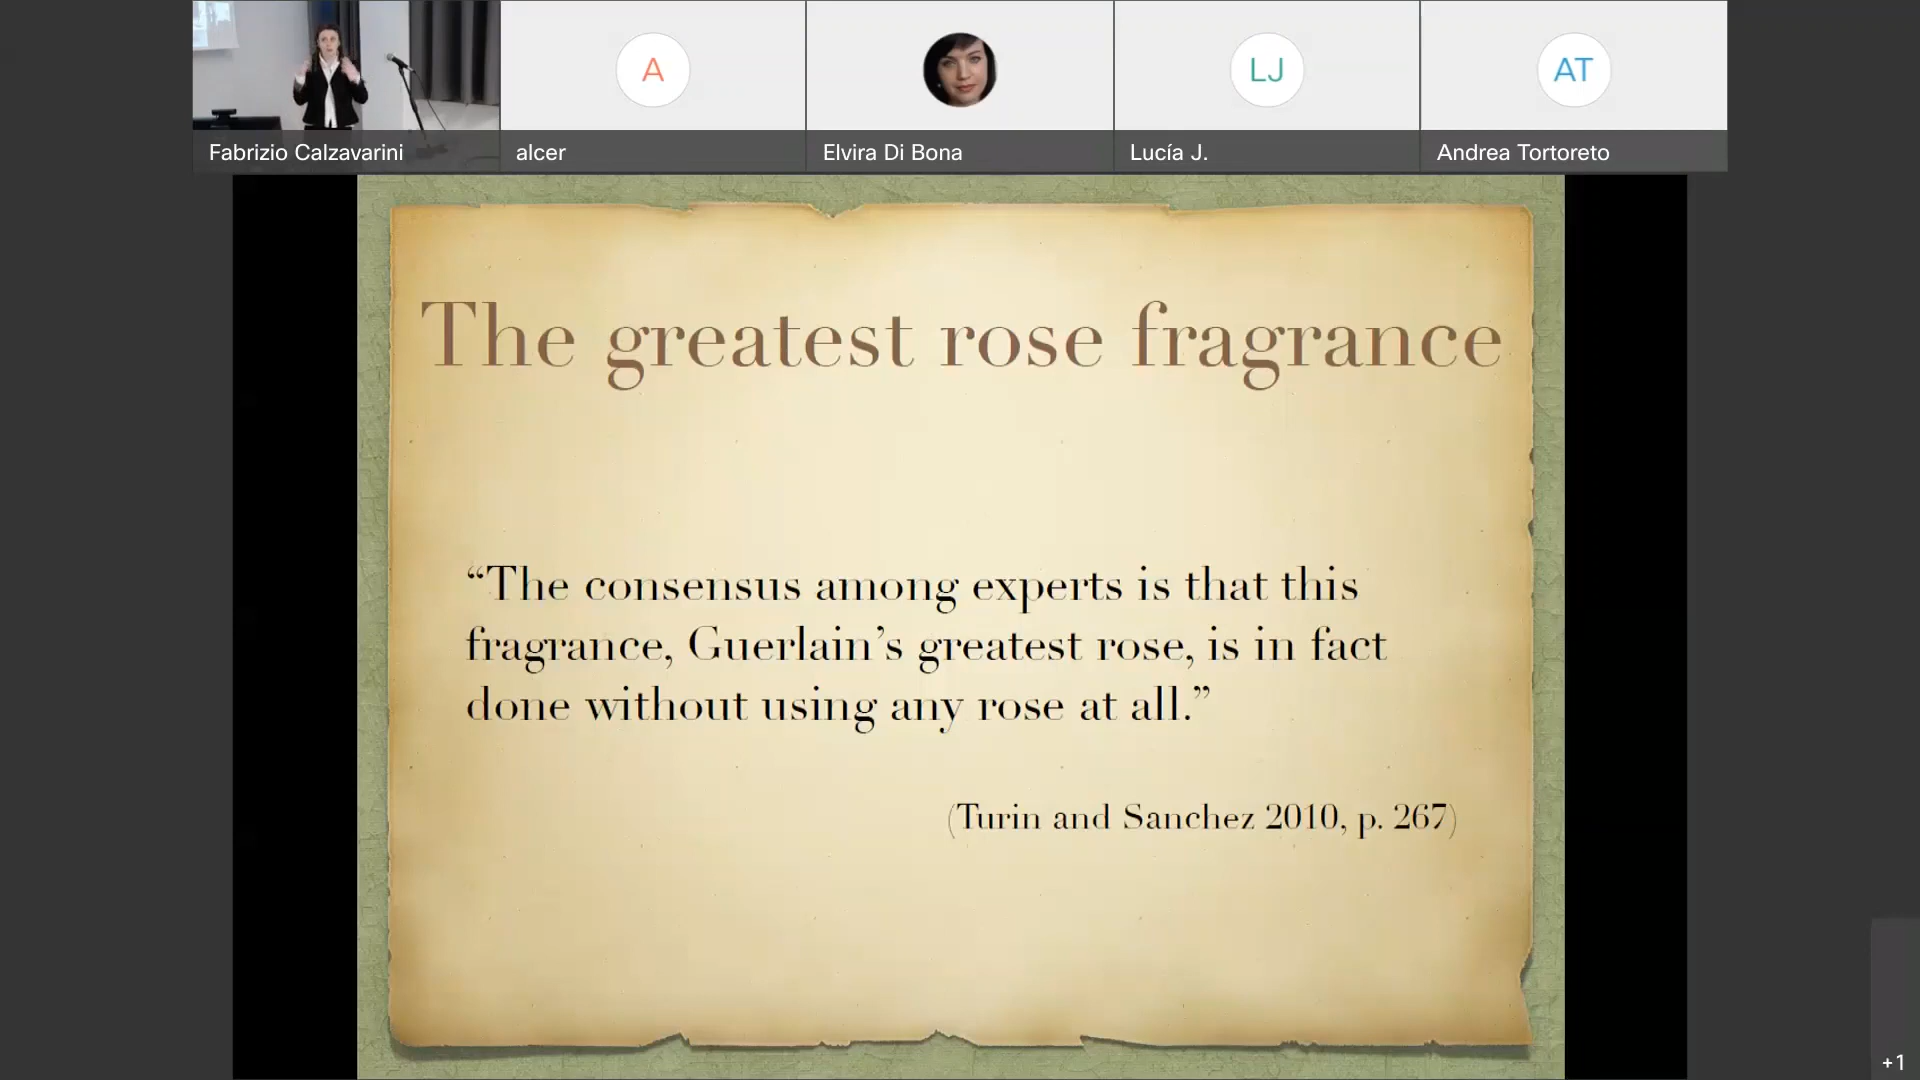 A
LJ
AT
Fabrizio Calzavarini
alcer
Elvira Di Bona
Lucía J.
Andrea Tortoreto
The greatest rose fragrance
“The consensus among experts is that this
fragrance, Guerlain’s greatest rose, is in fact
done without using any rose at all.”
(Turin and Sanchez 2010, p. 267)
+1